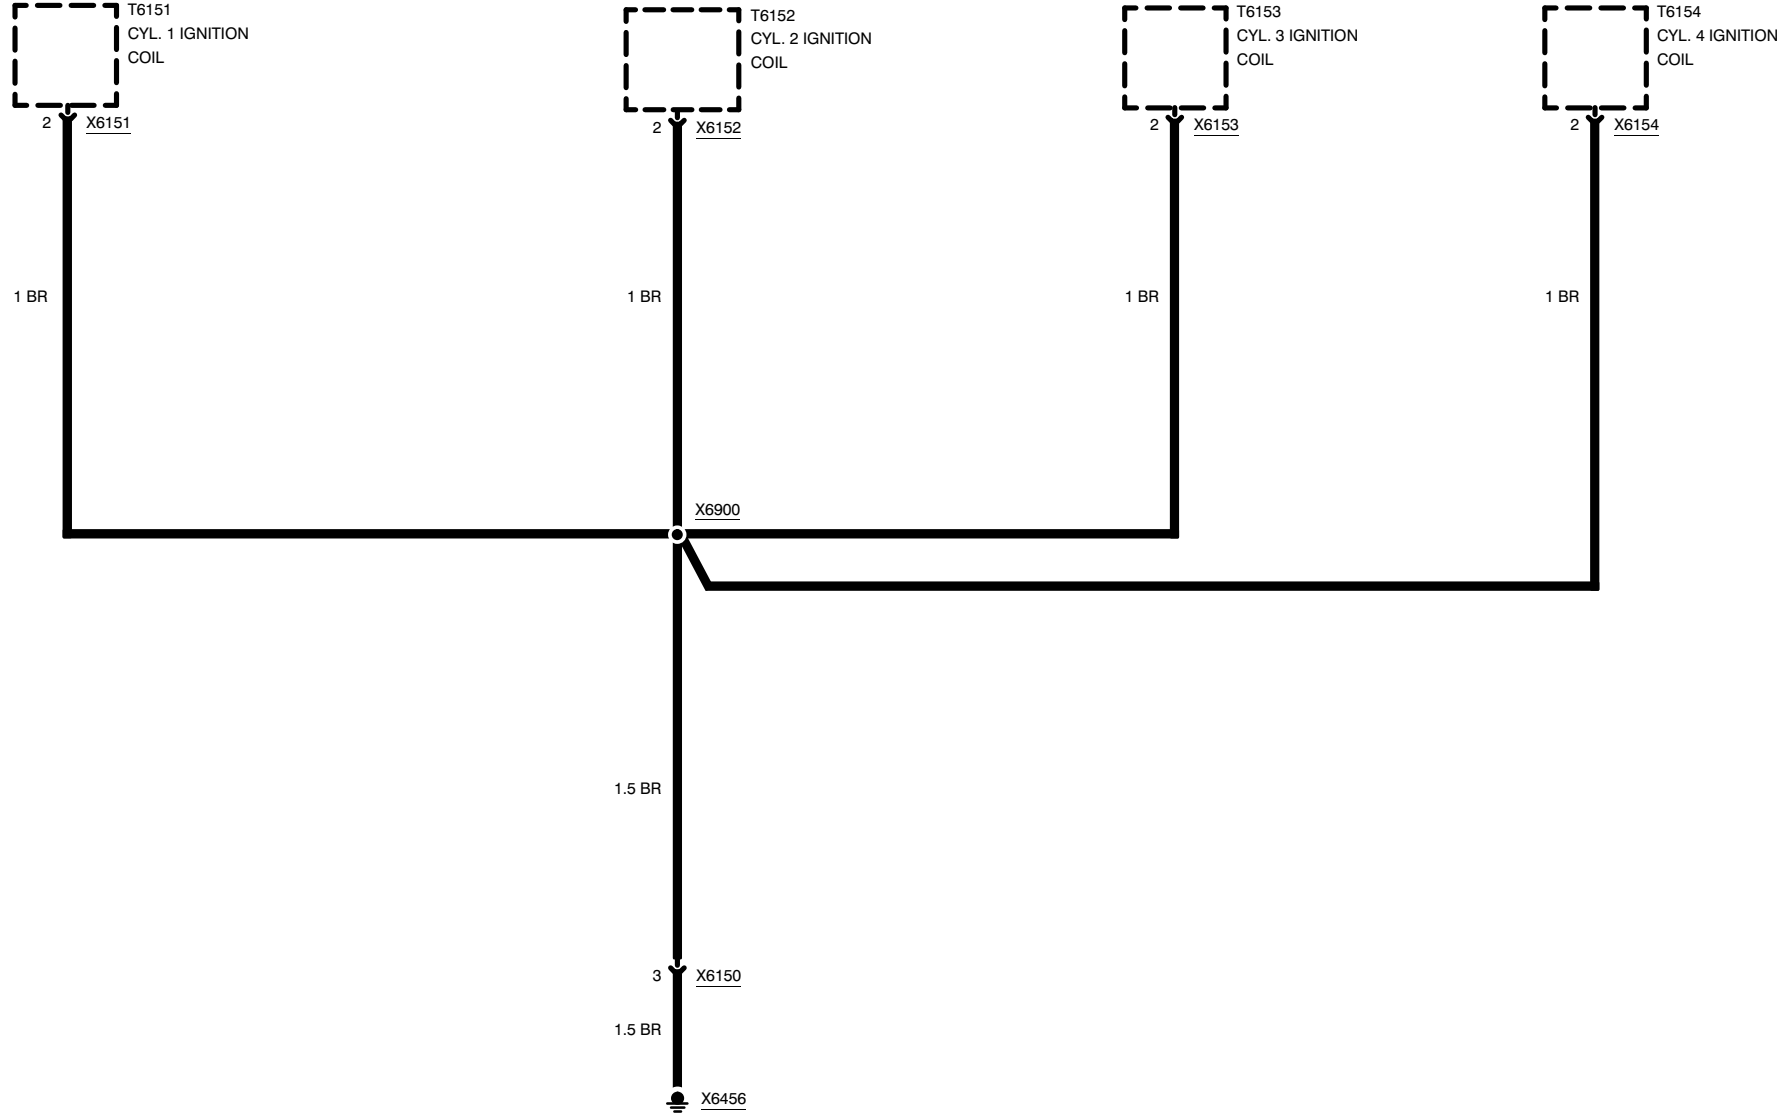 T6151
CYL. 1 IGNITION
COIL
T6152
CYL. 2 IGNITION
COIL
T6153
CYL. 3 IGNITION
COIL
T6154
CYL. 4 IGNITION
COIL
2 X6151
2 X6152
2 X6153
2 X6154
1 BR
1 BR
1 BR
1 BR
X6900
1.5 BR
3 X6150
1.5 BR
X6456